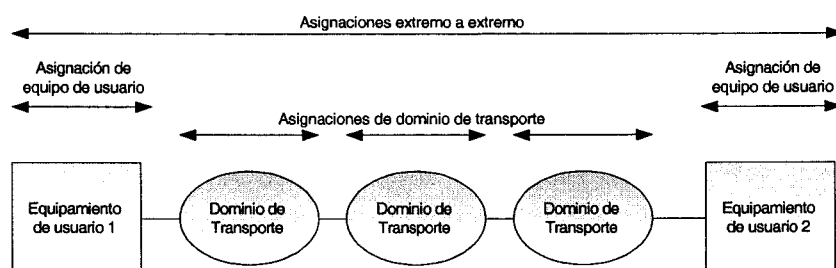 Asignaciones extremo a extremo
Asignación de
equipo de usuario
Asignación de
equipo de usuario
Asignaciones de dominio de transporte
Equipamiento
de usuario 1
Dominio de
Transporte
Dominio de
Transporte
Dominio de
Transporte
Equipamiento
de usuario 2